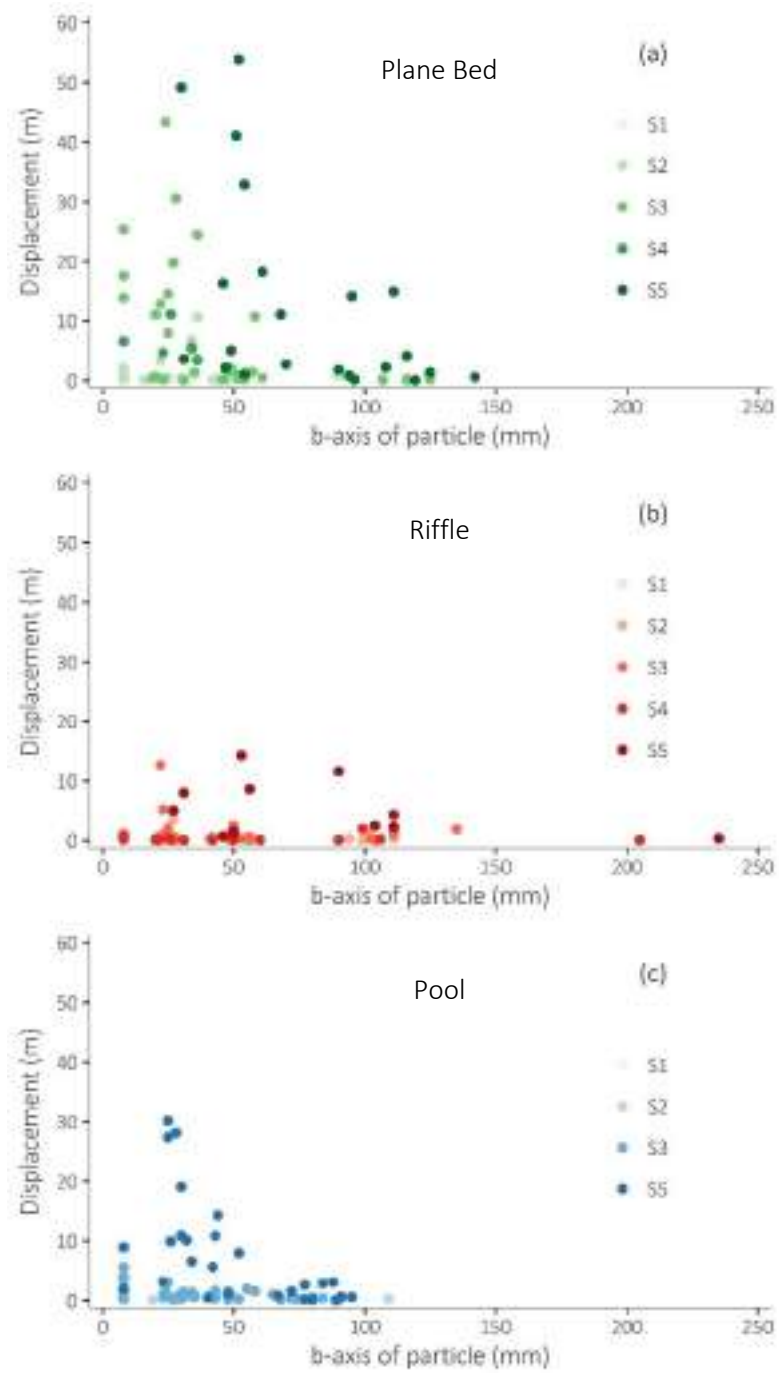 60
(a)
Plane Bed
50
S1
40
S2
Displacement (m)
30
S3
S4
20
S5
10
0
0 50 100 150 200 250
b-axis of particle (mm)
60
(b)
Riffle
50
S1
40
S2
Displacement (m)
30
S3
20
S4
S5
10
0
0 50 100 150 200 250
b-axis of particle (mm)
60
(c)
Pool
50
S1
40
S2
Displacement (m)
30
S3
20
S5
10
0
0 50 100 150 200 250
b-axis of particle (mm)